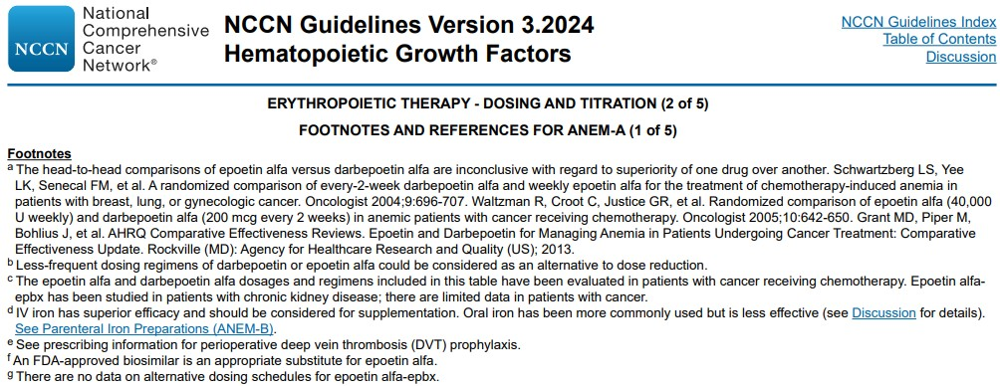 National
Comprehensive
Cancer
Network®
NCCN
NCCN Guidelines Version 3.2024
Hematopoietic Growth Factors
NCCN Guidelines Index
Table of Contents
Discussion
ERYTHROPOIETIC THERAPY - DOSING AND TITRATION (2 of 5)
FOOTNOTES AND REFERENCES FOR ANEM-A (1 of 5)
Footnotes
a The head-to-head comparisons of epoetin alfa versus darbepoetin alfa are inconclusive with regard to superiority of one drug over another. Schwartzberg LS, Yee
LK, Senecal FM, et al. A randomized comparison of every-2-week darbepoetin alfa and weekly epoetin alfa for the treatment of chemotherapy-induced anemia in
patients with breast, lung, or gynecologic cancer. Oncologist 2004;9:696-707. Waltzman R, Croot C, Justice GR, et al. Randomized comparison of epoetin alfa (40,000
U weekly) and darbepoetin alfa (200 mcg every 2 weeks) in anemic patients with cancer receiving chemotherapy. Oncologist 2005;10:642-650. Grant MD, Piper M,
Bohlius J, et al. AHRQ Comparative Effectiveness Reviews. Epoetin and Darbepoetin for Managing Anemia in Patients Undergoing Cancer Treatment: Comparative
Effectiveness Update. Rockville (MD): Agency for Healthcare Research and Quality (US); 2013.
b Less-frequent dosing regimens of darbepoetin or epoetin alfa could be considered as an alternative to dose reduction.
c The epoetin alfa and darbepoetin alfa dosages and regimens included in this table have been evaluated in patients with cancer receiving chemotherapy. Epoetin alfa-
epbx has been studied in patients with chronic kidney disease; there are limited data in patients with cancer.
d IV iron has superior efficacy and should be considered for supplementation. Oral iron has been more commonly used but is less effective (see Discussion for details).
See Parenteral Iron Preparations (ANEM-B).
e See prescribing information for perioperative deep vein thrombosis (DVT) prophylaxis.
f An FDA-approved biosimilar is an appropriate substitute for epoetin alfa.
g There are no data on alternative dosing schedules for epoetin alfa-epbx.